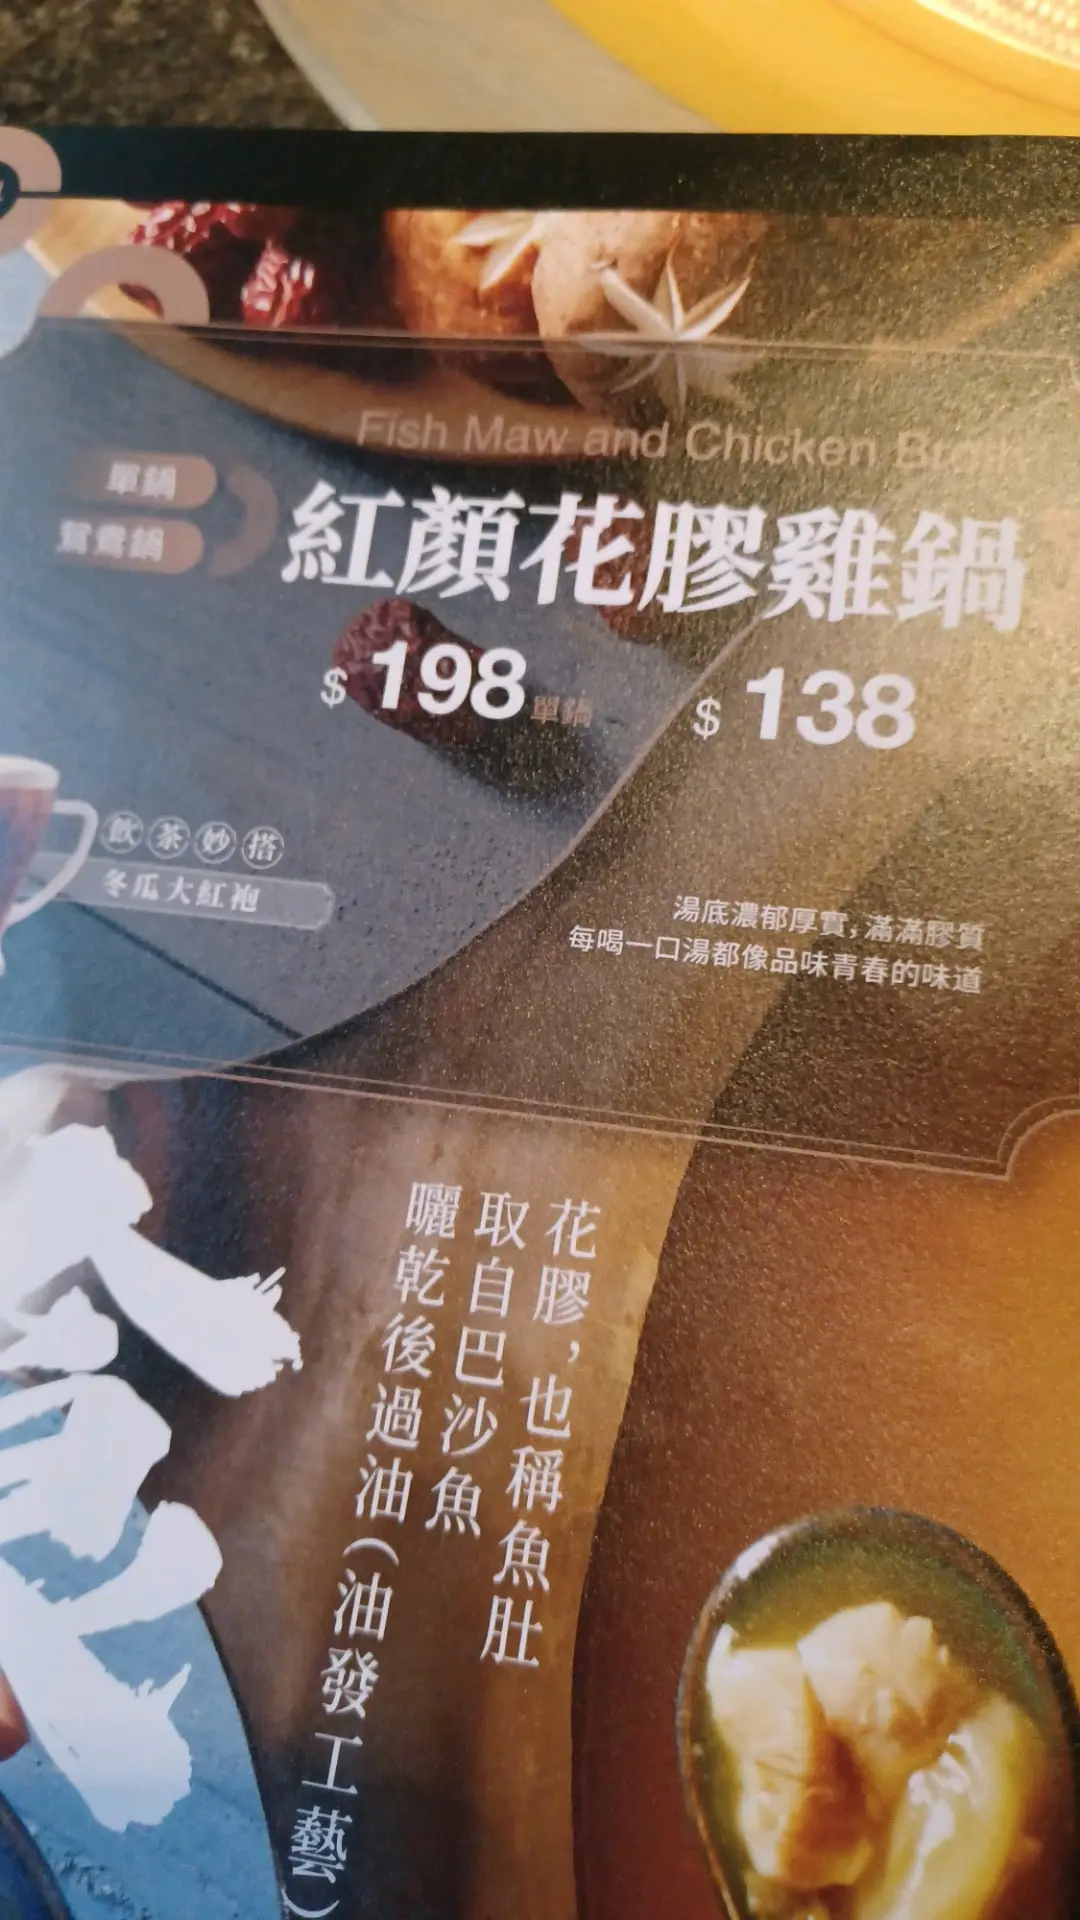 Fish Maw and Chicken Broth
單鍋
鴛鴦鍋
紅顏花膠雞鍋
$198單鍋
$138
飲茶妙搭
冬瓜大紅袍
湯底濃郁厚實,滿滿膠質
每喝一口湯都像品味青春的味道
花膠,也稱魚肚
取自巴沙魚
曬乾後過油(油發工藝)